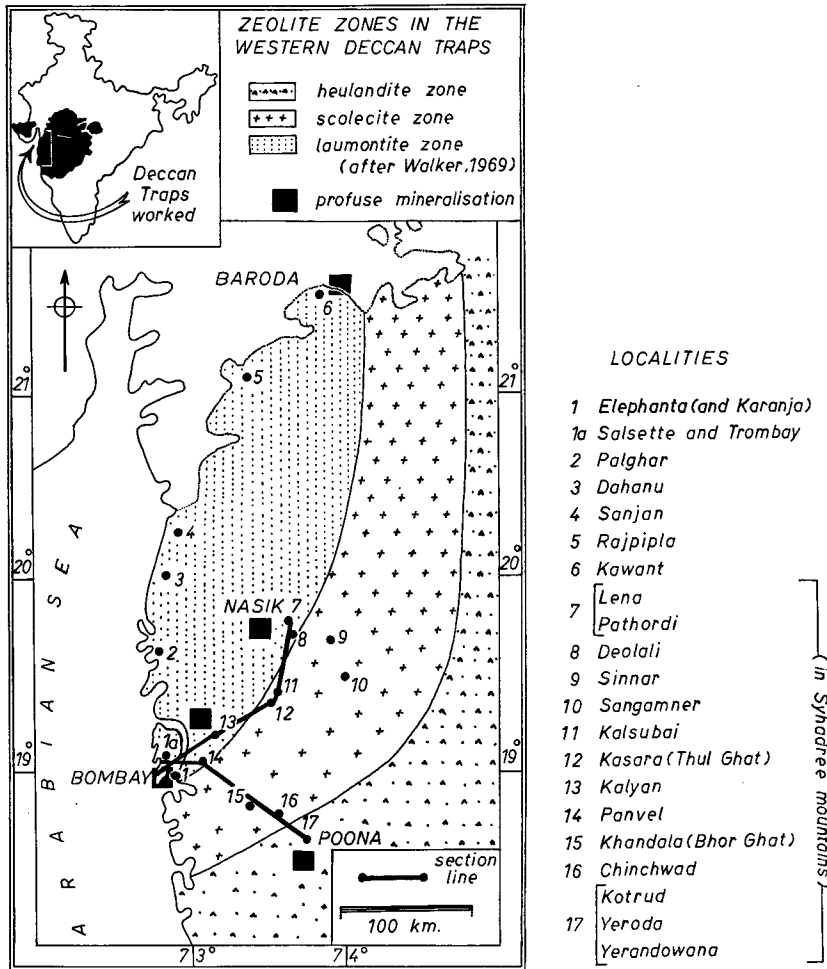 ZEOLITE ZONES IN THE
WESTERN DECCAN TRAPS
heulandite zone
scolecite zone
laumontite zone
(after Walker, 1969)
profuse mineralisation
Deccan
Traps
worked
BARODA
6
5
21°
21°
4
20°
20°
3
NASIK 7
8
9
2
10
11
12
13
1a
19°
19°
14
BOMBAY
1
15
16
17
POONA
ARABIAN SEA
section
line
100 km.
73°
74°
LOCALITIES
1 Elephanta (and Karanja)
1a Salsette and Trombay
2 Palghar
3 Dahanu
4 Sanjan
5 Rajpipla
6 Kawant
7 Lena
Pathordi
8 Deolali
9 Sinnar
10 Sangamner
11 Kalsubai
12 Kasara (Thul Ghat)
13 Kalyan
14 Panvel
15 Khandala (Bhor Ghat)
16 Chinchwad
17 Kotrud
Yeroda
Yerandowana
(in Syhadree mountains)